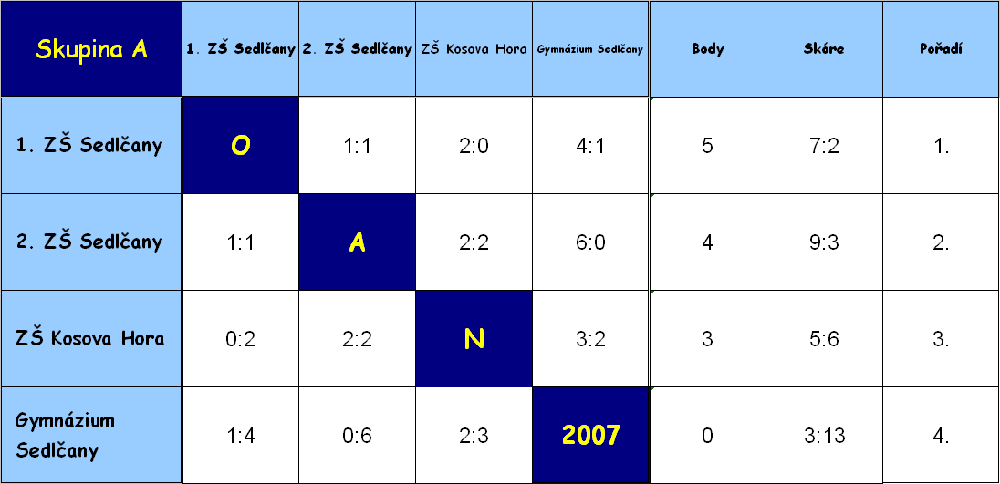 Skupina A 1. ZŠ Sedlčany 2. ZŠ Sedlčany ZŠ Kosova Hora Gymnázium Sedlčany Body Skóre Pořadí
1. ZŠ Sedlčany O 1:1 2:0 4:1 5 7:2 1.
2. ZŠ Sedlčany 1:1 A 2:2 6:0 4 9:3 2.
ZŠ Kosova Hora 0:2 2:2 N 3:2 3 5:6 3.
Gymnázium
Sedlčany 1:4 0:6 2:3 2007 0 3:13 4.